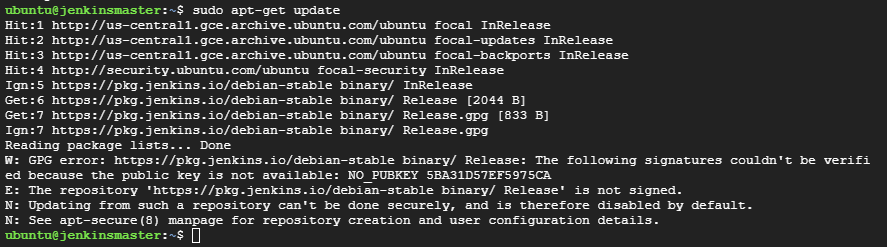 ubuntu@jenkinsmaster:~$ sudo apt-get update
Hit:1 http://us-central1.gce.archive.ubuntu.com/ubuntu focal InRelease
Hit:2 http://us-central1.gce.archive.ubuntu.com/ubuntu focal-updates InRelease
Hit:3 http://us-central1.gce.archive.ubuntu.com/ubuntu focal-backports InRelease
Hit:4 http://security.ubuntu.com/ubuntu focal-security InRelease
Ign:5 https://pkg.jenkins.io/debian-stable binary/ InRelease
Get:6 https://pkg.jenkins.io/debian-stable binary/ Release [2044 B]
Get:7 https://pkg.jenkins.io/debian-stable binary/ Release.gpg [833 B]
Ign:7 https://pkg.jenkins.io/debian-stable binary/ Release.gpg
Reading package lists... Done
W: GPG error: https://pkg.jenkins.io/debian-stable binary/ Release: The following signatures couldn't be verifi
ed because the public key is not available: NO_PUBKEY 5BA31D57EF5975CA
E: The repository 'https://pkg.jenkins.io/debian-stable binary/ Release' is not signed.
N: Updating from such a repository can't be done securely, and is therefore disabled by default.
N: See apt-secure(8) manpage for repository creation and user configuration details.
ubuntu@jenkinsmaster:~$